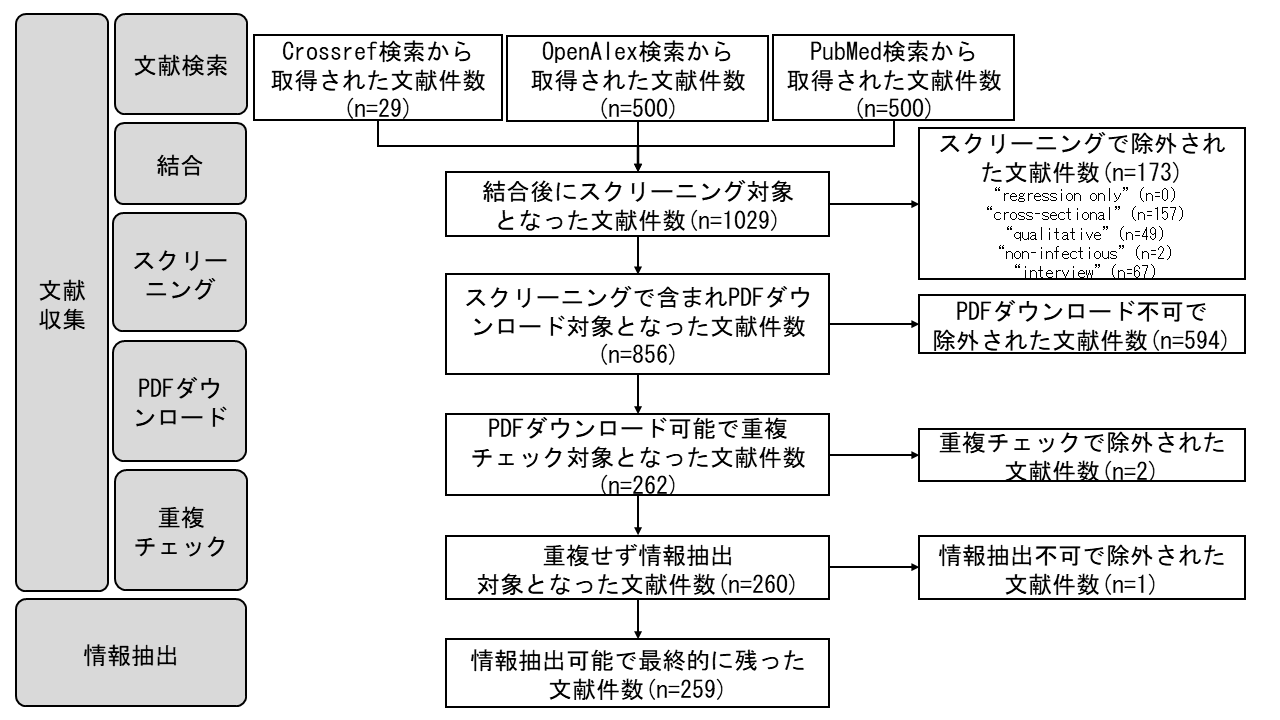 文献
収集
文献検索
結合
スクリー
ニング
PDFダウ
ンロード
重複
チェック
情報抽出
Crossref検索から
取得された文献件数
(n=29)
OpenAlex検索から
取得された文献件数
(n=500)
PubMed検索から
取得された文献件数
(n=500)
結合後にスクリーニング対象
となった文献件数(n=1029)
スクリーニングで除外され
た文献件数(n=173)
“regression only” (n=0)
“cross-sectional” (n=157)
“qualitative” (n=49)
“non-infectious” (n=2)
“interview” (n=67)
スクリーニングで含まれPDFダウ
ンロード対象となった文献件数
(n=856)
PDFダウンロード不可で
除外された文献件数(n=594)
PDFダウンロード可能で重複
チェック対象となった文献件数
(n=262)
重複チェックで除外された
文献件数(n=2)
重複せず情報抽出
対象となった文献件数(n=260)
情報抽出不可で除外された
文献件数(n=1)
情報抽出可能で最終的に残った
文献件数(n=259)